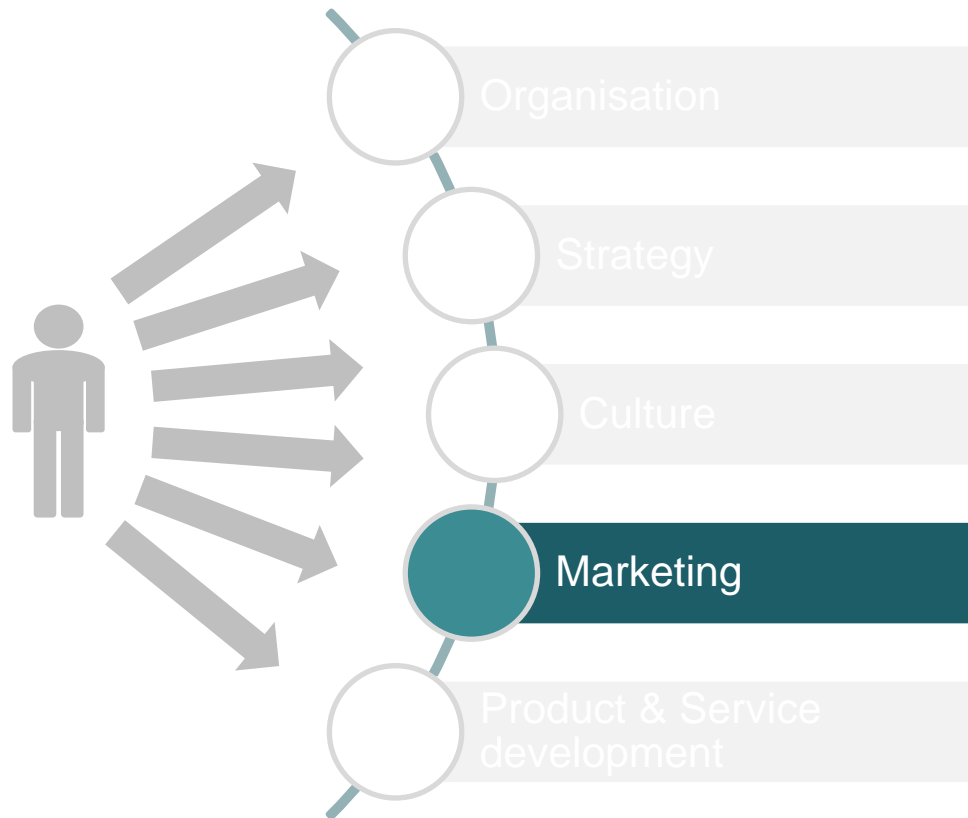 Organisation
Strategy
Culture
Marketing
Product & Service
development